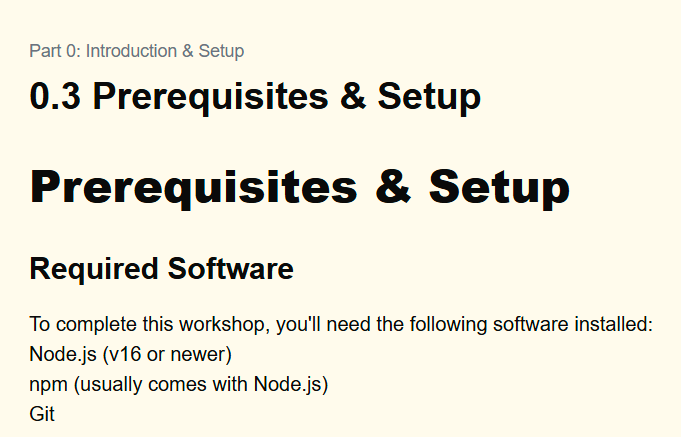 Part 0: Introduction & Setup
0.3 Prerequisites & Setup
Prerequisites & Setup
Required Software
To complete this workshop, you'll need the following software installed:
Node.js (v16 or newer)
npm (usually comes with Node.js)
Git